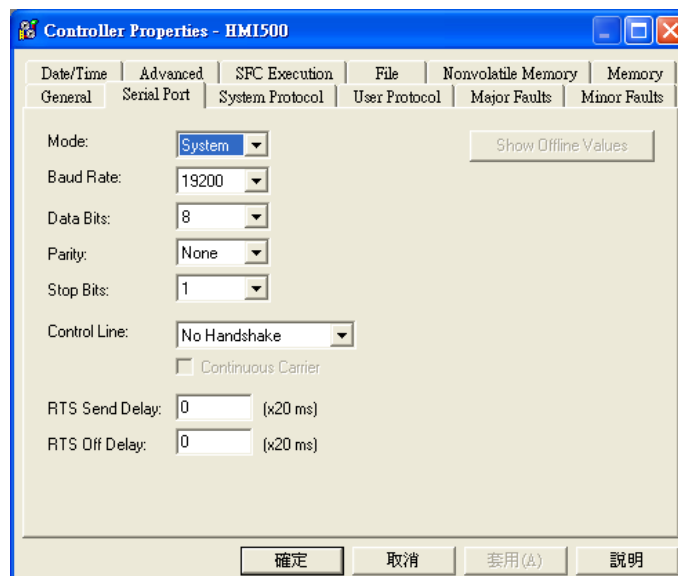 Controller Properties - HMI500
Date/Time Advanced SFC Execution File Nonvolatile Memory Memory
General Serial Port System Protocol User Protocol Major Faults Minor Faults
Mode: System Show Offline Values
Baud Rate: 19200
Data Bits: 8
Parity: None
Stop Bits: 1
Control Line: No Handshake
Continuous Carrier
RTS Send Delay: 0 (x20 ms)
RTS Off Delay: 0 (x20 ms)
確定 取消 套用(A) 說明